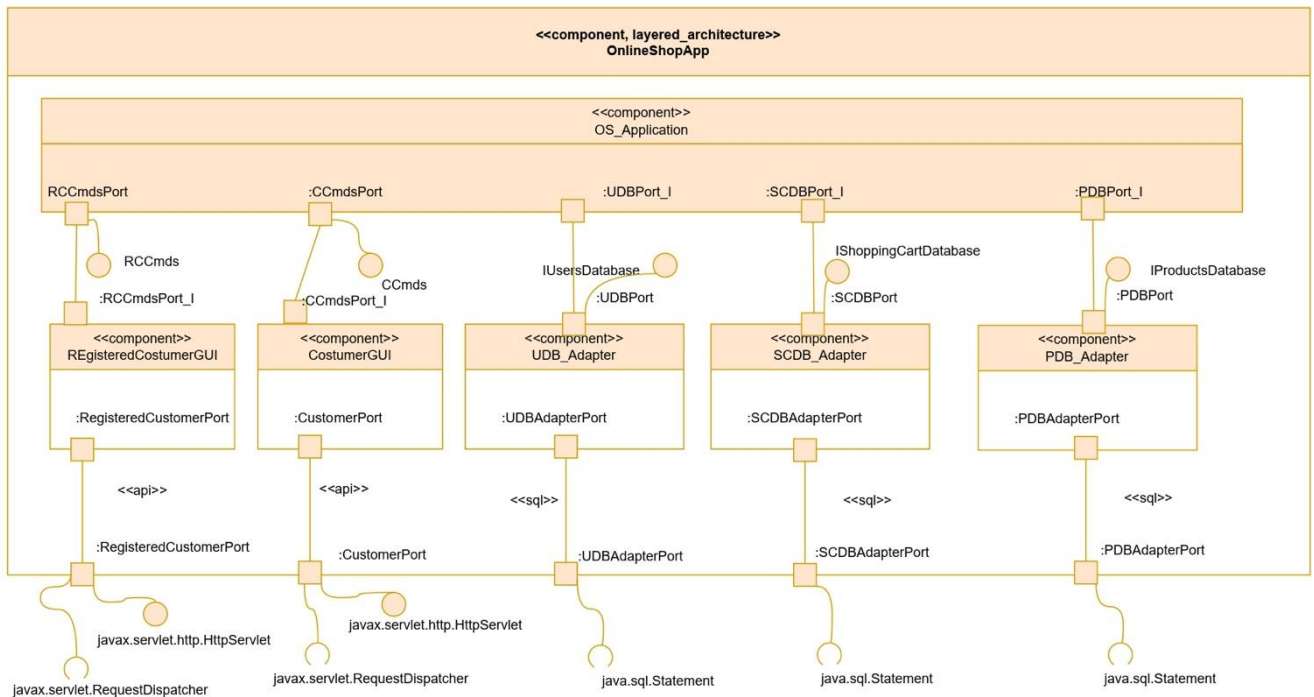 <<component, layered_architecture>>
OnlineShopApp
<<component>>
OS_Application
RCCmdsPort
:CCmdsPort
:UDBPort_I
:SCDBPort_I
:PDBPort_I
RCCmds
CCmds
IUsersDatabase
IShoppingCartDatabase
IProductsDatabase
:RCCmdsPort_I
:CCmdsPort_I
:UDBPort
:SCDBPort
:PDBPort
<<component>>
REgisteredCostumerGUI
<<component>>
CostumerGUI
<<component>>
UDB_Adapter
<<component>>
SCDB_Adapter
<<component>>
PDB_Adapter
:RegisteredCustomerPort
:CustomerPort
:UDBAdapterPort
:SCDBAdapterPort
:PDBAdapterPort
<<api>>
<<api>>
<<sql>>
<<sql>>
<<sql>>
:RegisteredCustomerPort
:CustomerPort
:UDBAdapterPort
:SCDBAdapterPort
:PDBAdapterPort
javax.servlet.http.HttpServlet
javax.servlet.http.HttpServlet
javax.servlet.RequestDispatcher
javax.servlet.RequestDispatcher
java.sql.Statement
java.sql.Statement
java.sql.Statement